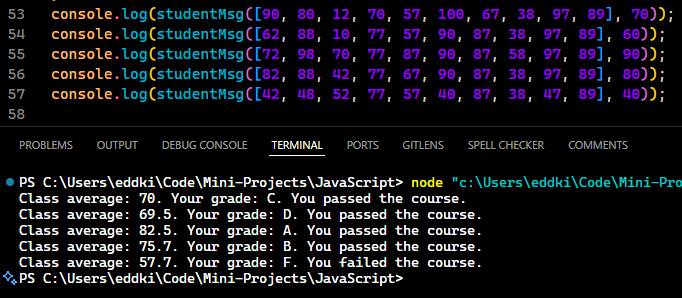 53 console.log(studentMsg([90, 80, 12, 70, 57, 100, 67, 38, 97, 89], 70));
54 console.log(studentMsg([62, 88, 10, 77, 57, 90, 87, 38, 97, 89], 60));
55 console.log(studentMsg([72, 98, 70, 77, 87, 90, 87, 58, 97, 89], 90));
56 console.log(studentMsg([82, 88, 42, 77, 67, 90, 87, 38, 97, 89], 80));
57 console.log(studentMsg([42, 48, 52, 77, 57, 40, 87, 38, 47, 89], 40));
58
PROBLEMS OUTPUT DEBUG CONSOLE TERMINAL PORTS GITLENS SPELL CHECKER COMMENTS
PS C:\Users\eddki\Code\Mini-Projects\JavaScript> node "c:\Users\eddki\Code\Mini-Pro
Class average: 70. Your grade: C. You passed the course.
Class average: 69.5. Your grade: D. You passed the course.
Class average: 82.5. Your grade: A. You passed the course.
Class average: 75.7. Your grade: B. You passed the course.
Class average: 57.7. Your grade: F. You failed the course.
PS C:\Users\eddki\Code\Mini-Projects\JavaScript>